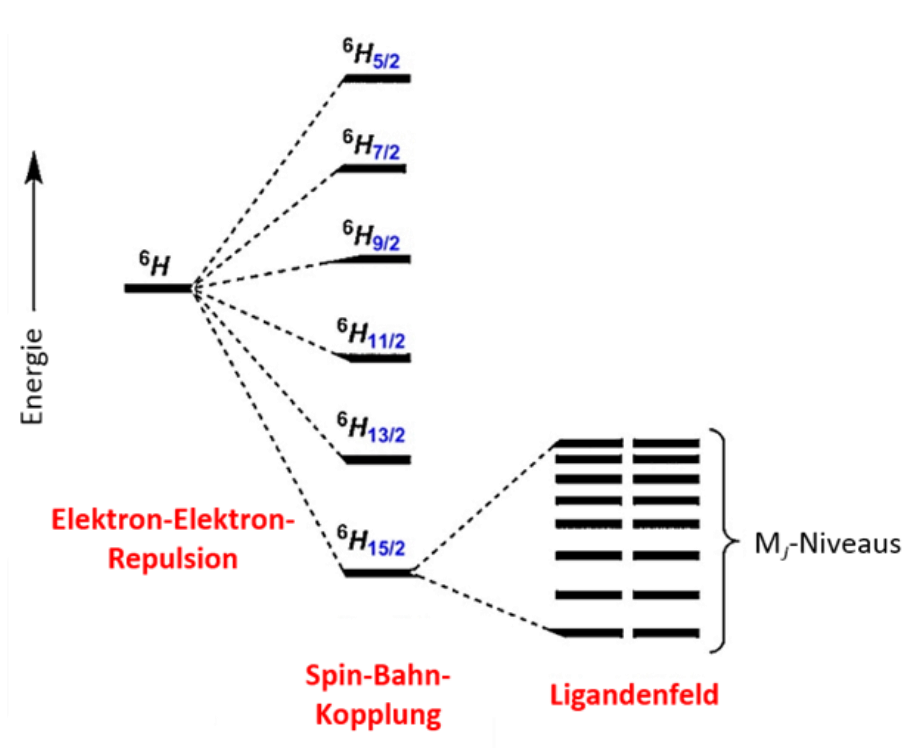 ⁶H₅/₂
⁶H₇/₂
⁶H₉/₂
⁶H
⁶H₁₁/₂
Energie
⁶H₁₃/₂
Elektron-Elektron-
Repulsion
⁶H₁₅/₂
M_J-Niveaus
Spin-Bahn-
Kopplung
Ligandenfeld